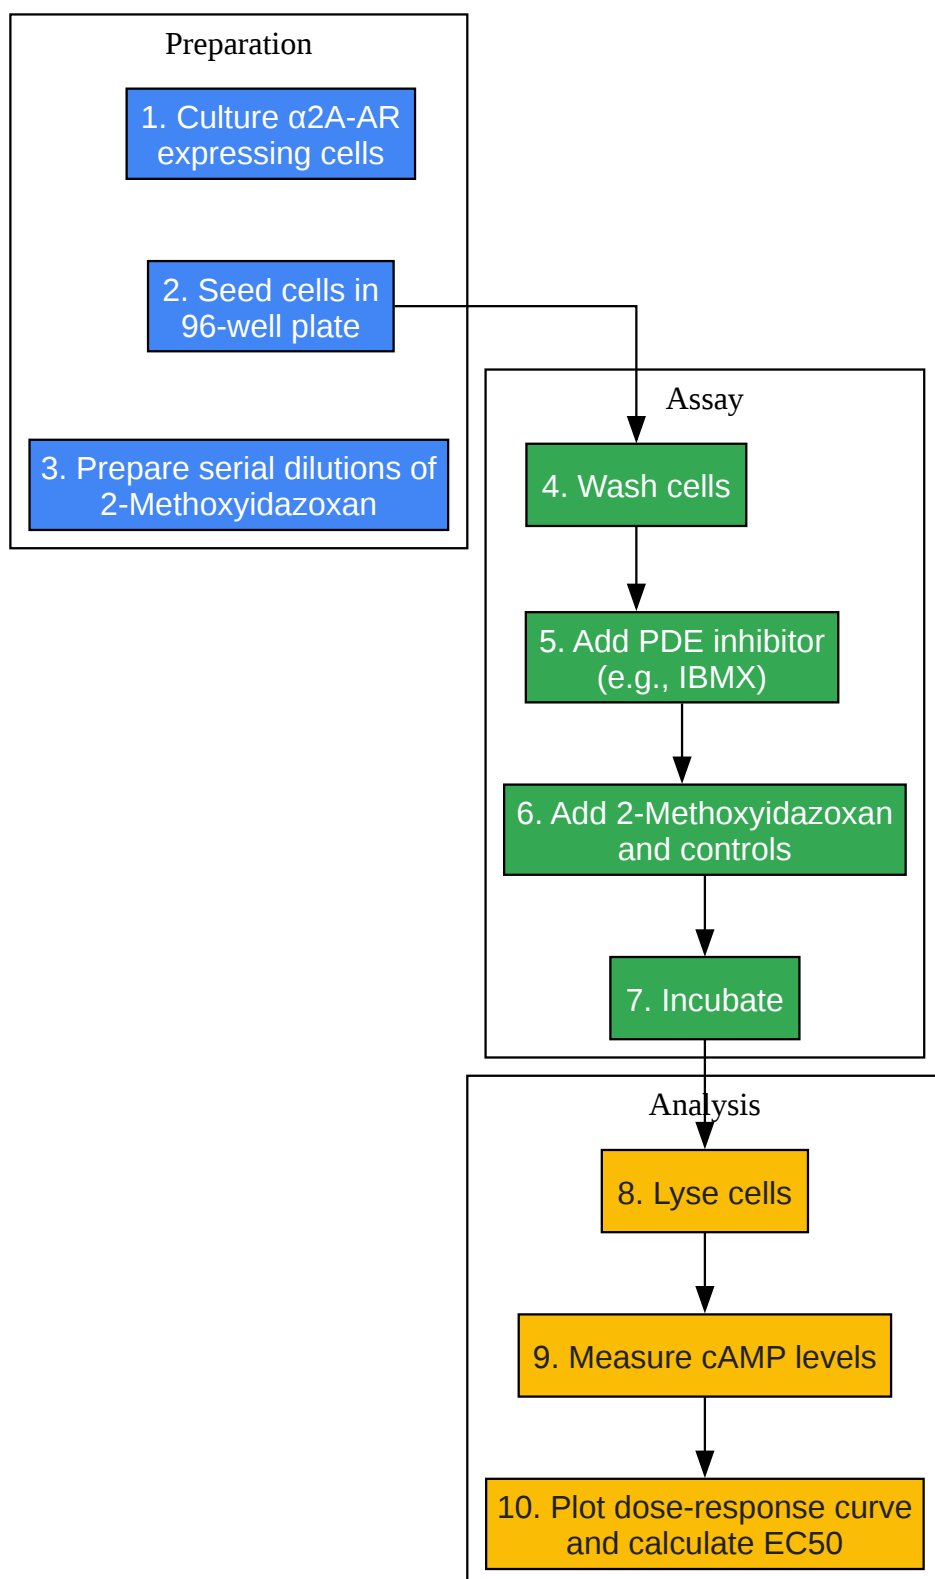 Preparation
1. Culture α2A-AR
expressing cells
2. Seed cells in
96-well plate
3. Prepare serial dilutions of
2-Methoxyidazoxan
Assay
4. Wash cells
5. Add PDE inhibitor
(e.g., IBMX)
6. Add 2-Methoxyidazoxan
and controls
7. Incubate
Analysis
8. Lyse cells
9. Measure cAMP levels
10. Plot dose-response curve
and calculate EC50